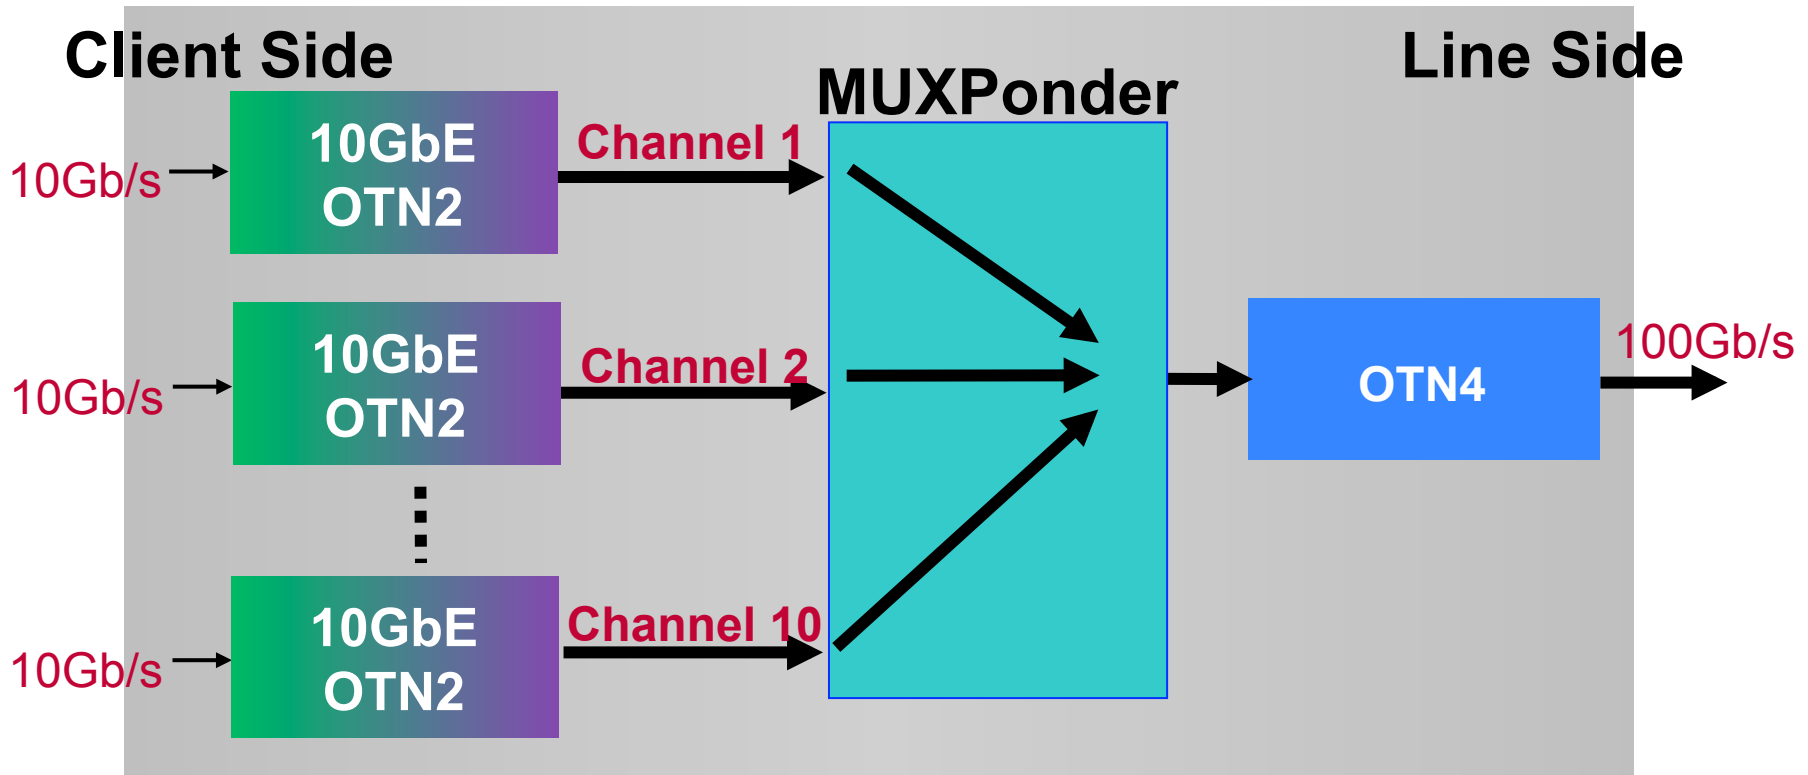 Client Side
Line Side
MUXPonder
10GbE
OTN2
Channel 1
10Gb/s
10GbE
OTN2
Channel 2
10Gb/s
100Gb/s
OTN4
10GbE
OTN2
Channel 10
10Gb/s